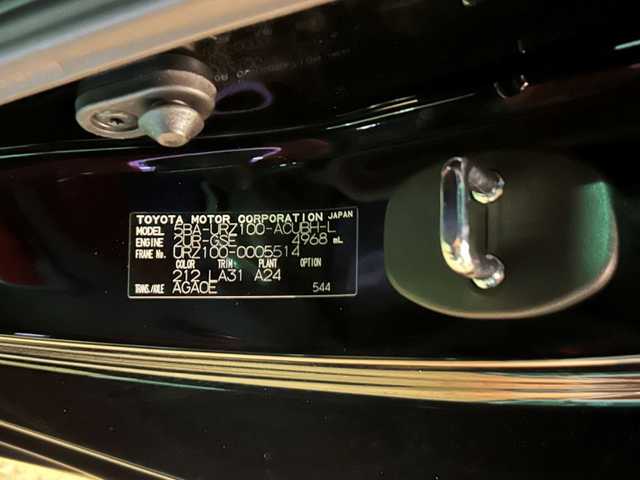 TOYOTA MOTOR CORPORATION JAPAN
MODEL 5BA-URZ100-ACUBH-L
ENGINE 2UR-GSE 4968 mL
FRAME No. URZ100-0005514
COLOR TRIM PLANT OPTION
212 LA31 A24
TRANS./AXLE AGA0E 544